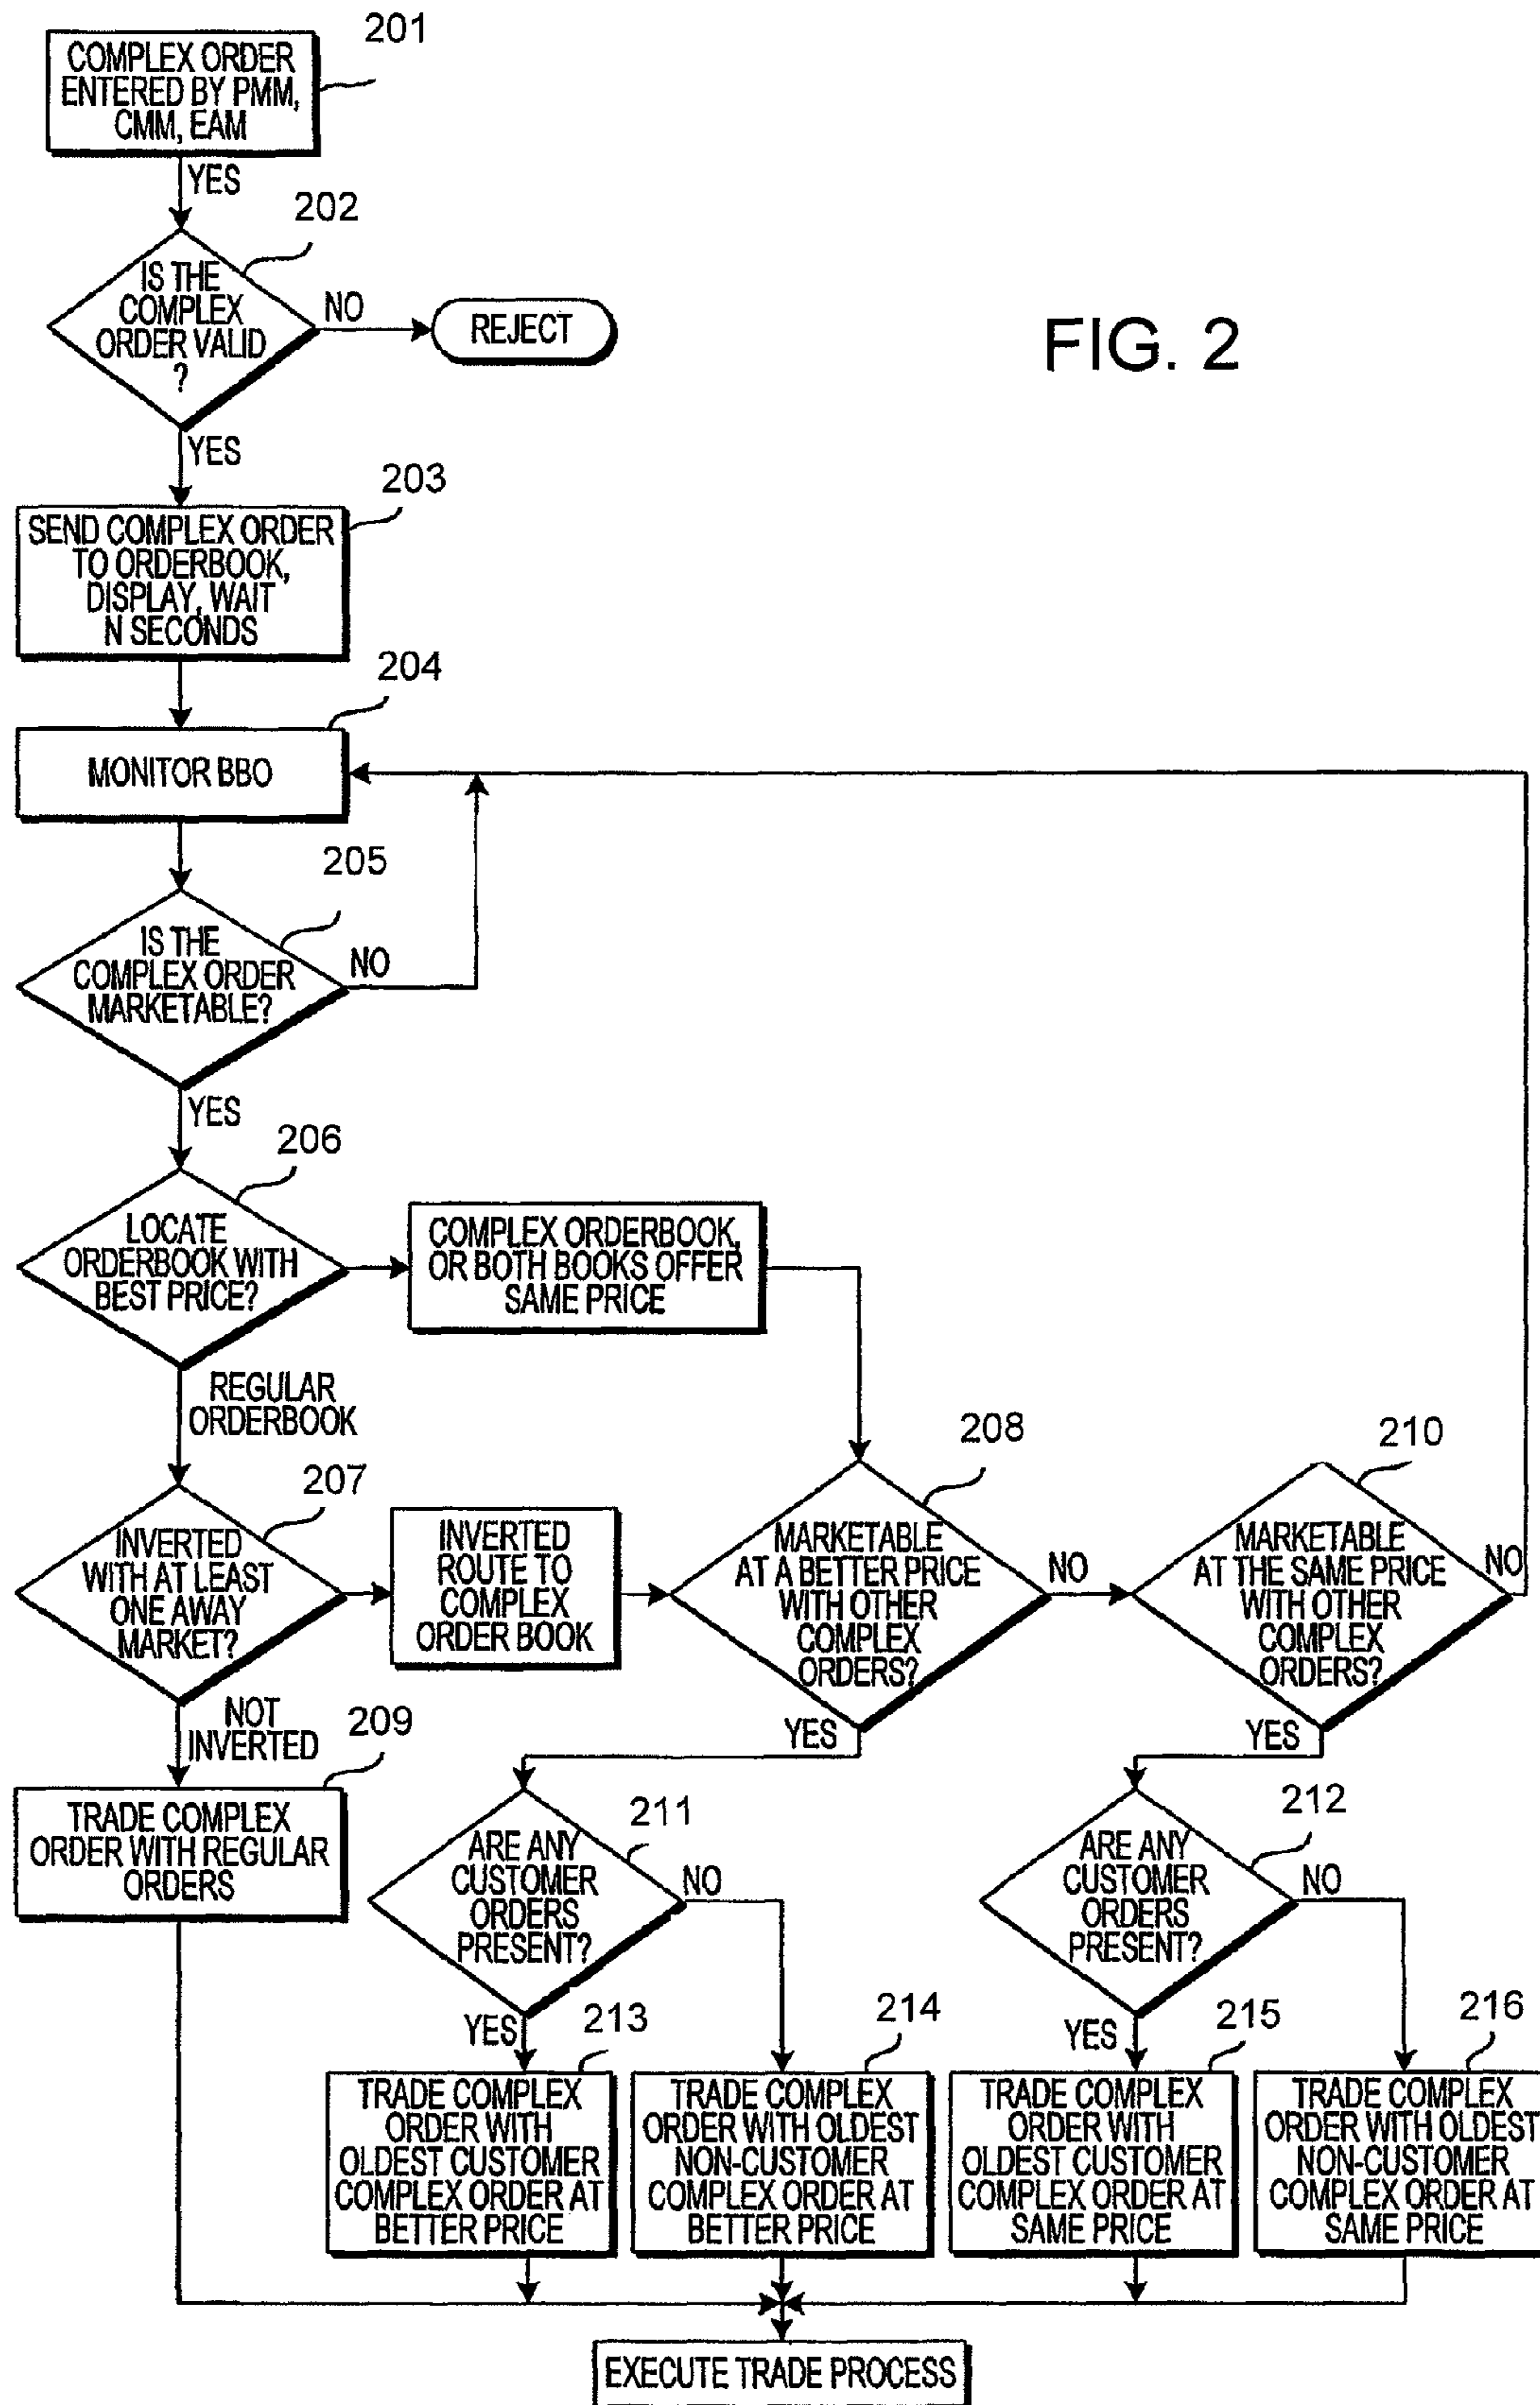 201
COMPLEX ORDER
ENTERED BY PMM,
CMM, EAM
YES
202
IS THE
COMPLEX
ORDER VALID
?
NO
REJECT
FIG. 2
YES
203
SEND COMPLEX ORDER
TO ORDERBOOK,
DISPLAY, WAIT
N SECONDS
204
MONITOR BBO
205
IS THE
COMPLEX ORDER
MARKETABLE?
NO
YES
206
LOCATE
ORDERBOOK WITH
BEST PRICE?
COMPLEX ORDERBOOK,
OR BOTH BOOKS OFFER
SAME PRICE
REGULAR
ORDERBOOK
207
INVERTED
WITH AT LEAST
ONE AWAY
MARKET?
INVERTED
ROUTE TO
COMPLEX
ORDER BOOK
208
MARKETABLE
AT A BETTER PRICE
WITH OTHER
COMPLEX
ORDERS?
NO
210
MARKETABLE
AT THE SAME PRICE
WITH OTHER
COMPLEX
ORDERS?
NO
NOT
INVERTED
YES
YES
209
TRADE COMPLEX
ORDER WITH REGULAR
ORDERS
211
ARE ANY
CUSTOMER
ORDERS
PRESENT?
NO
212
ARE ANY
CUSTOMER
ORDERS
PRESENT?
NO
YES
213
TRADE COMPLEX
ORDER WITH
OLDEST CUSTOMER
COMPLEX ORDER AT
BETTER PRICE
214
TRADE COMPLEX
ORDER WITH OLDEST
NON-CUSTOMER
COMPLEX ORDER AT
BETTER PRICE
YES
215
TRADE COMPLEX
ORDER WITH
OLDEST CUSTOMER
COMPLEX ORDER AT
SAME PRICE
216
TRADE COMPLEX
ORDER WITH OLDEST
NON-CUSTOMER
COMPLEX ORDER AT
SAME PRICE
EXECUTE TRADE PROCESS